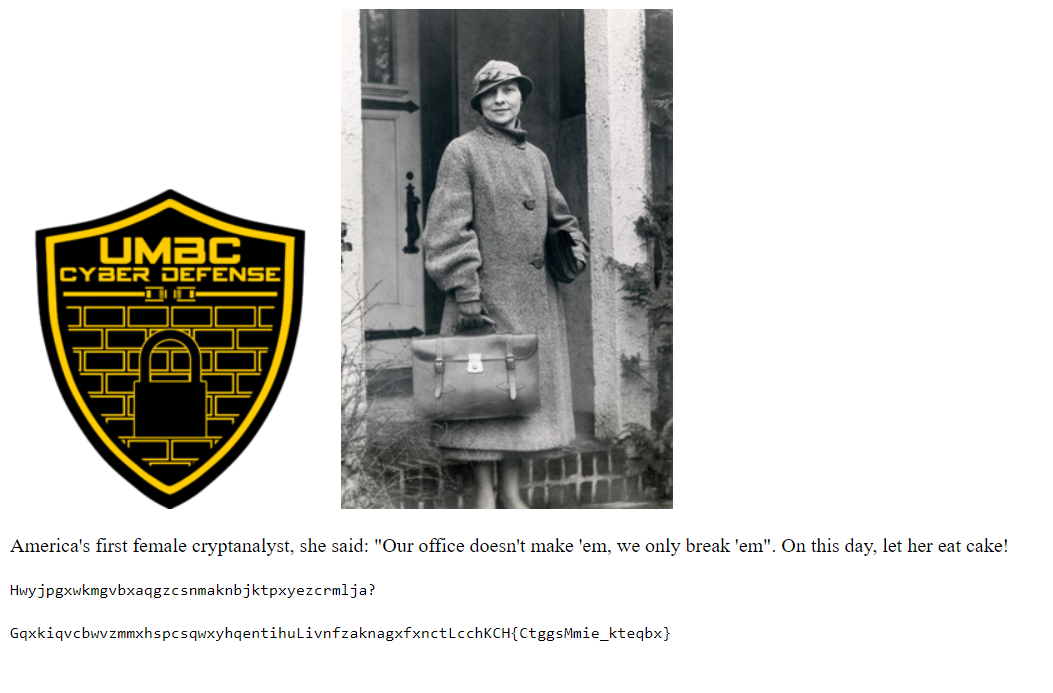 UMBC
CYBER DEFENSE
America's first female cryptanalyst, she said: "Our office doesn't make 'em, we only break 'em". On this day, let her eat cake!
Hwyjpgxwkmgvbxaqgzcsnmaknbjktpxyezcrmlja?
GqxkiqvcbwvzmmxhspcsqwxyhqentihuLivnfzaknagxfxnctLcchKCH{CtggsMmie_kteqbx}